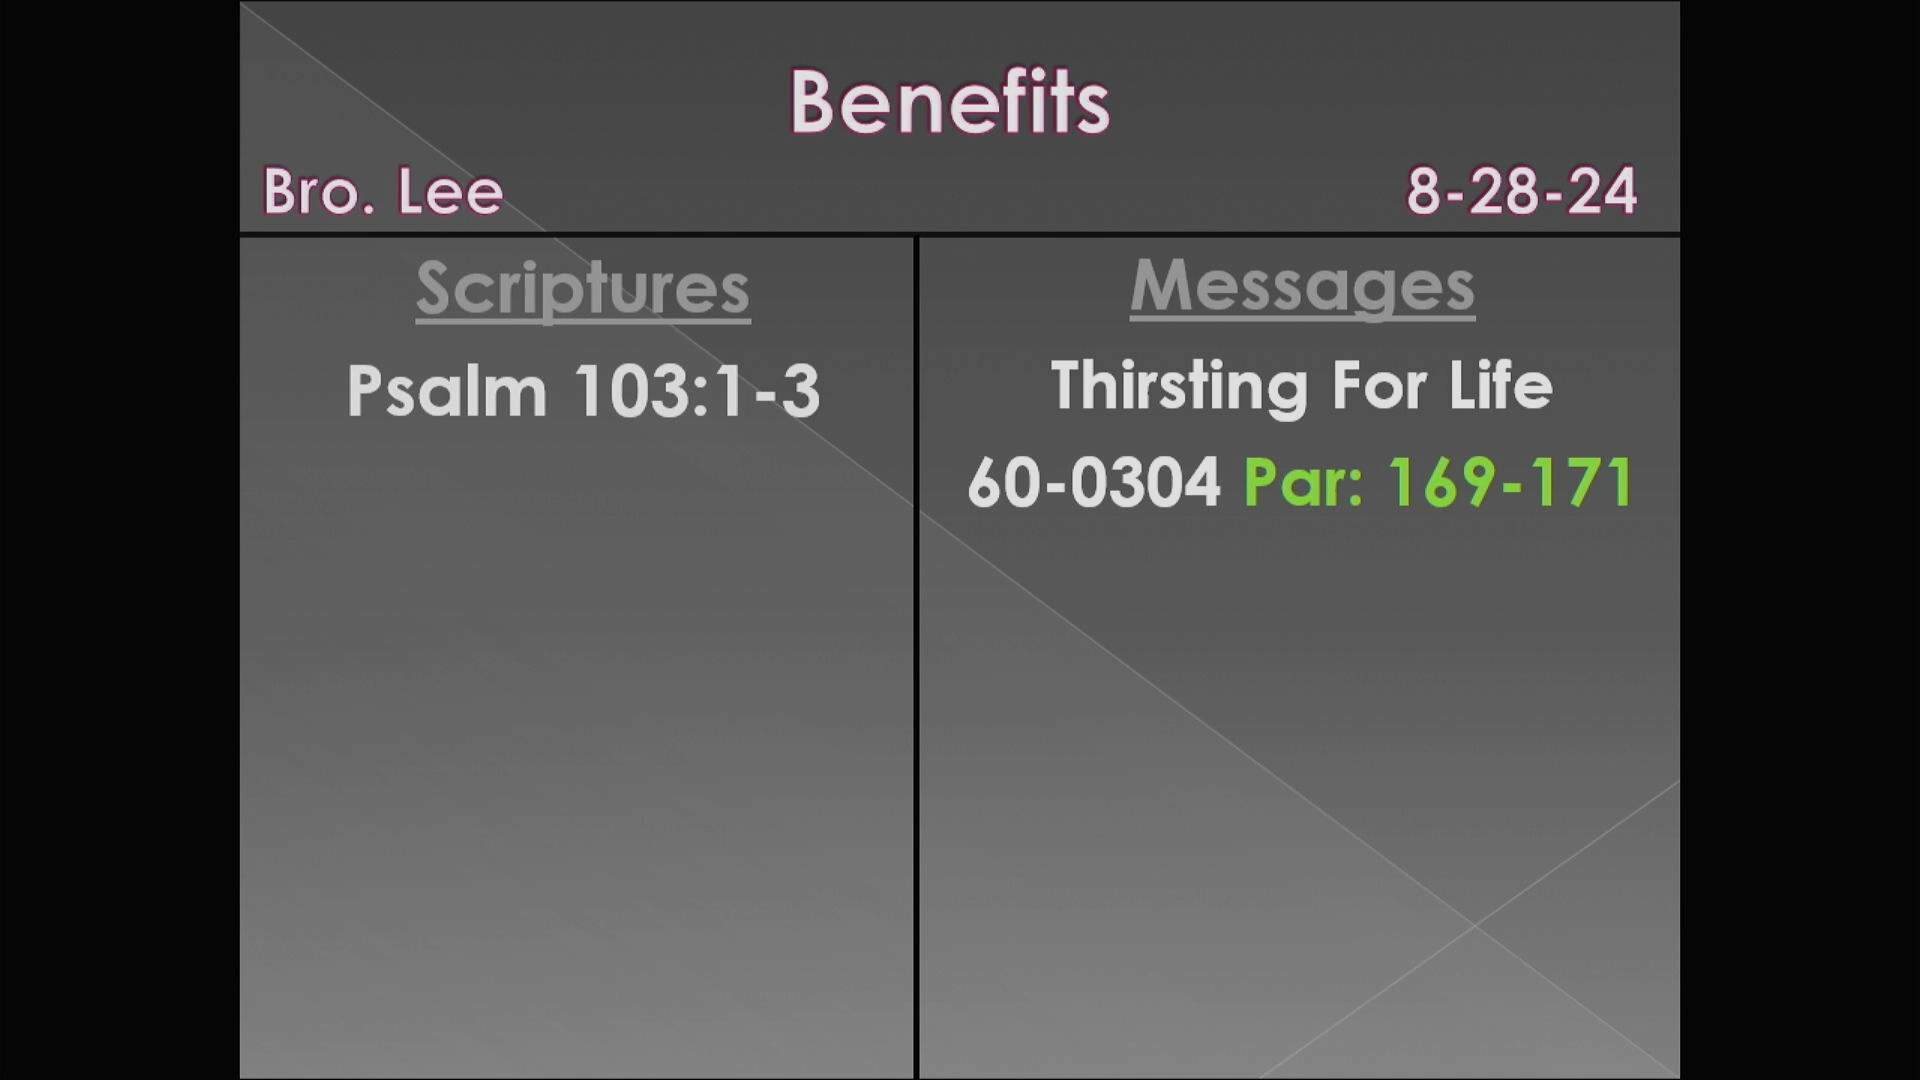 Benefits
Bro. Lee
8-28-24
Scriptures
Psalm 103:1-3
Messages
Thirsting For Life
60-0304 Par: 169-171